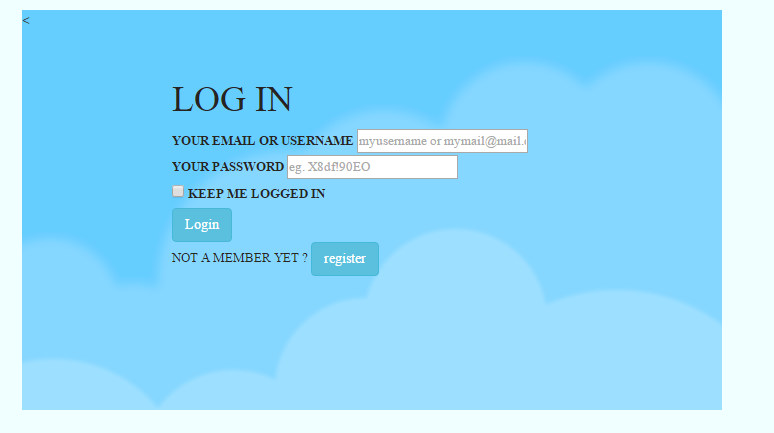 <
LOG IN
YOUR EMAIL OR USERNAME myusername or mymail@mail.
YOUR PASSWORD eg. X8df!90EO
KEEP ME LOGGED IN
Login
NOT A MEMBER YET ? register